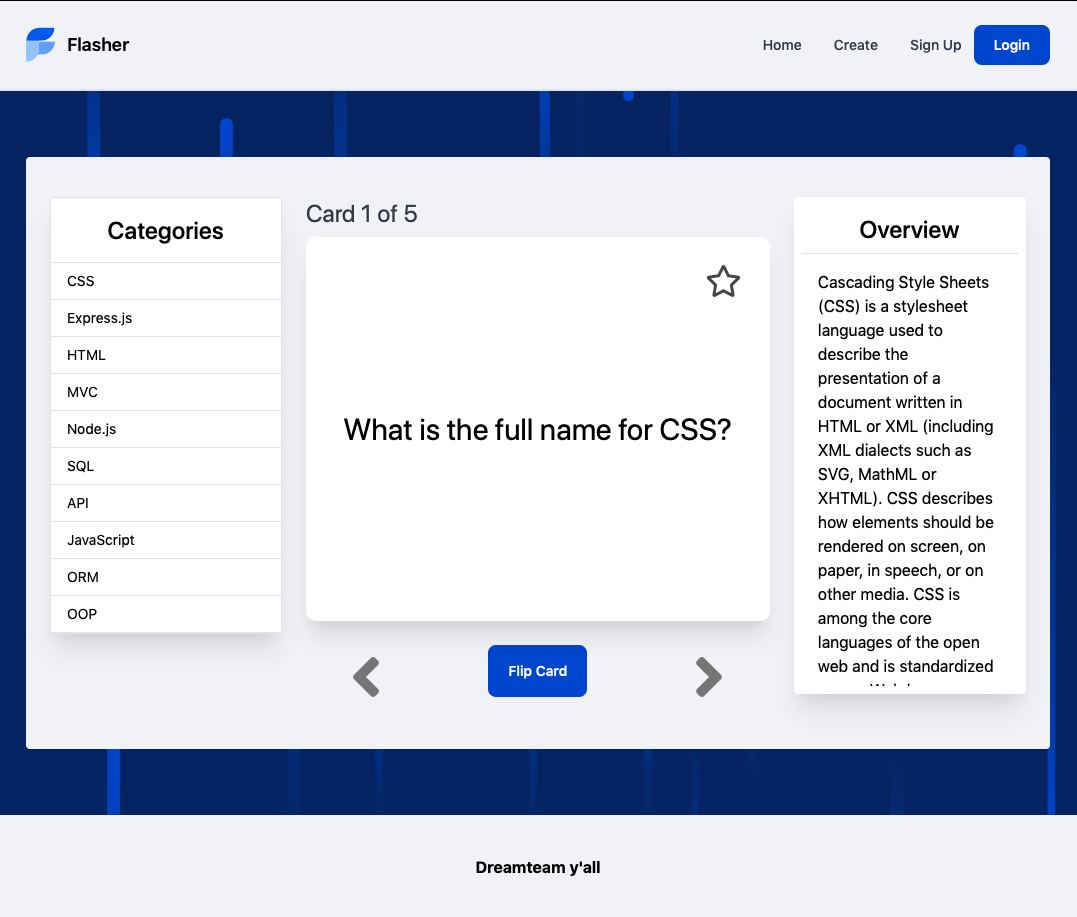 Flasher
Home
Create
Sign Up
Login
Categories
CSS
Express.js
HTML
MVC
Node.js
SQL
API
JavaScript
ORM
OOP
Card 1 of 5
What is the full name for CSS?
Flip Card
Overview
Cascading Style Sheets
(CSS) is a stylesheet
language used to
describe the
presentation of a
document written in
HTML or XML (including
XML dialects such as
SVG, MathML or
XHTML). CSS describes
how elements should be
rendered on screen, on
paper, in speech, or on
other media. CSS is
among the core
languages of the open
web and is standardized
Dreamteam y'all